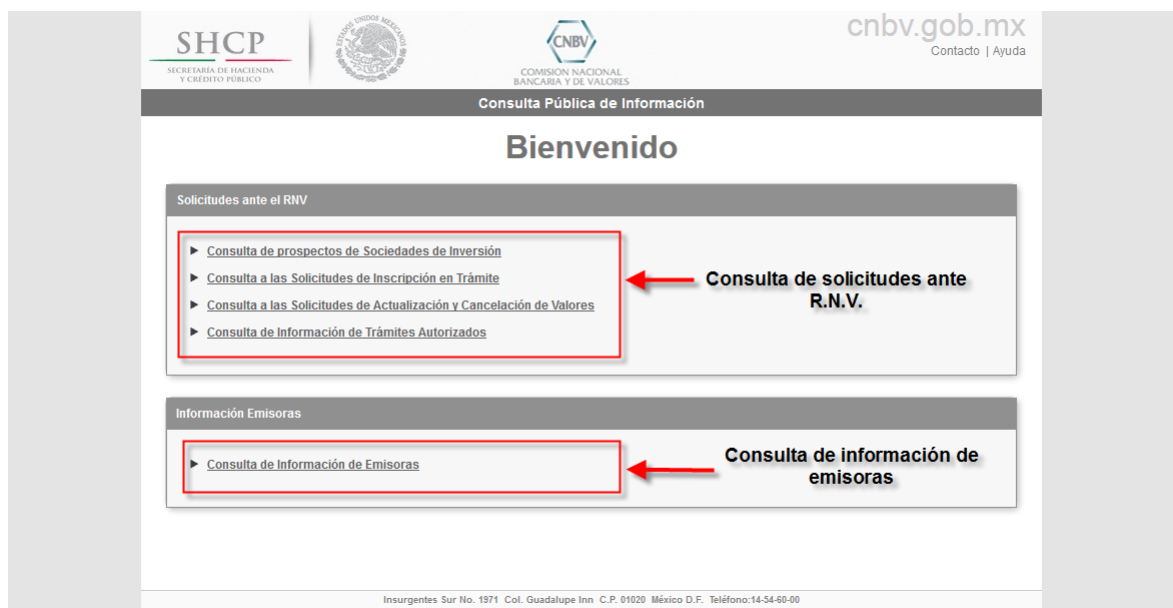 SHCP
SECRETARÍA DE HACIENDA
Y CRÉDITO PÚBLICO
ESTADOS UNIDOS MEXICANOS
CNBV
COMISION NACIONAL
BANCARIA Y DE VALORES
cnbv.gob.mx
Contacto | Ayuda
Consulta Pública de Información
Bienvenido
Solicitudes ante el RNV
Consulta de prospectos de Sociedades de Inversión
Consulta a las Solicitudes de Inscripción en Trámite
Consulta a las Solicitudes de Actualización y Cancelación de Valores
Consulta de Información de Trámites Autorizados
Consulta de solicitudes ante
R.N.V.
Información Emisoras
Consulta de Información de Emisoras
Consulta de información de
emisoras
Insurgentes Sur No. 1971 Col. Guadalupe Inn C.P. 01020 México D.F. Teléfono:14-54-60-00